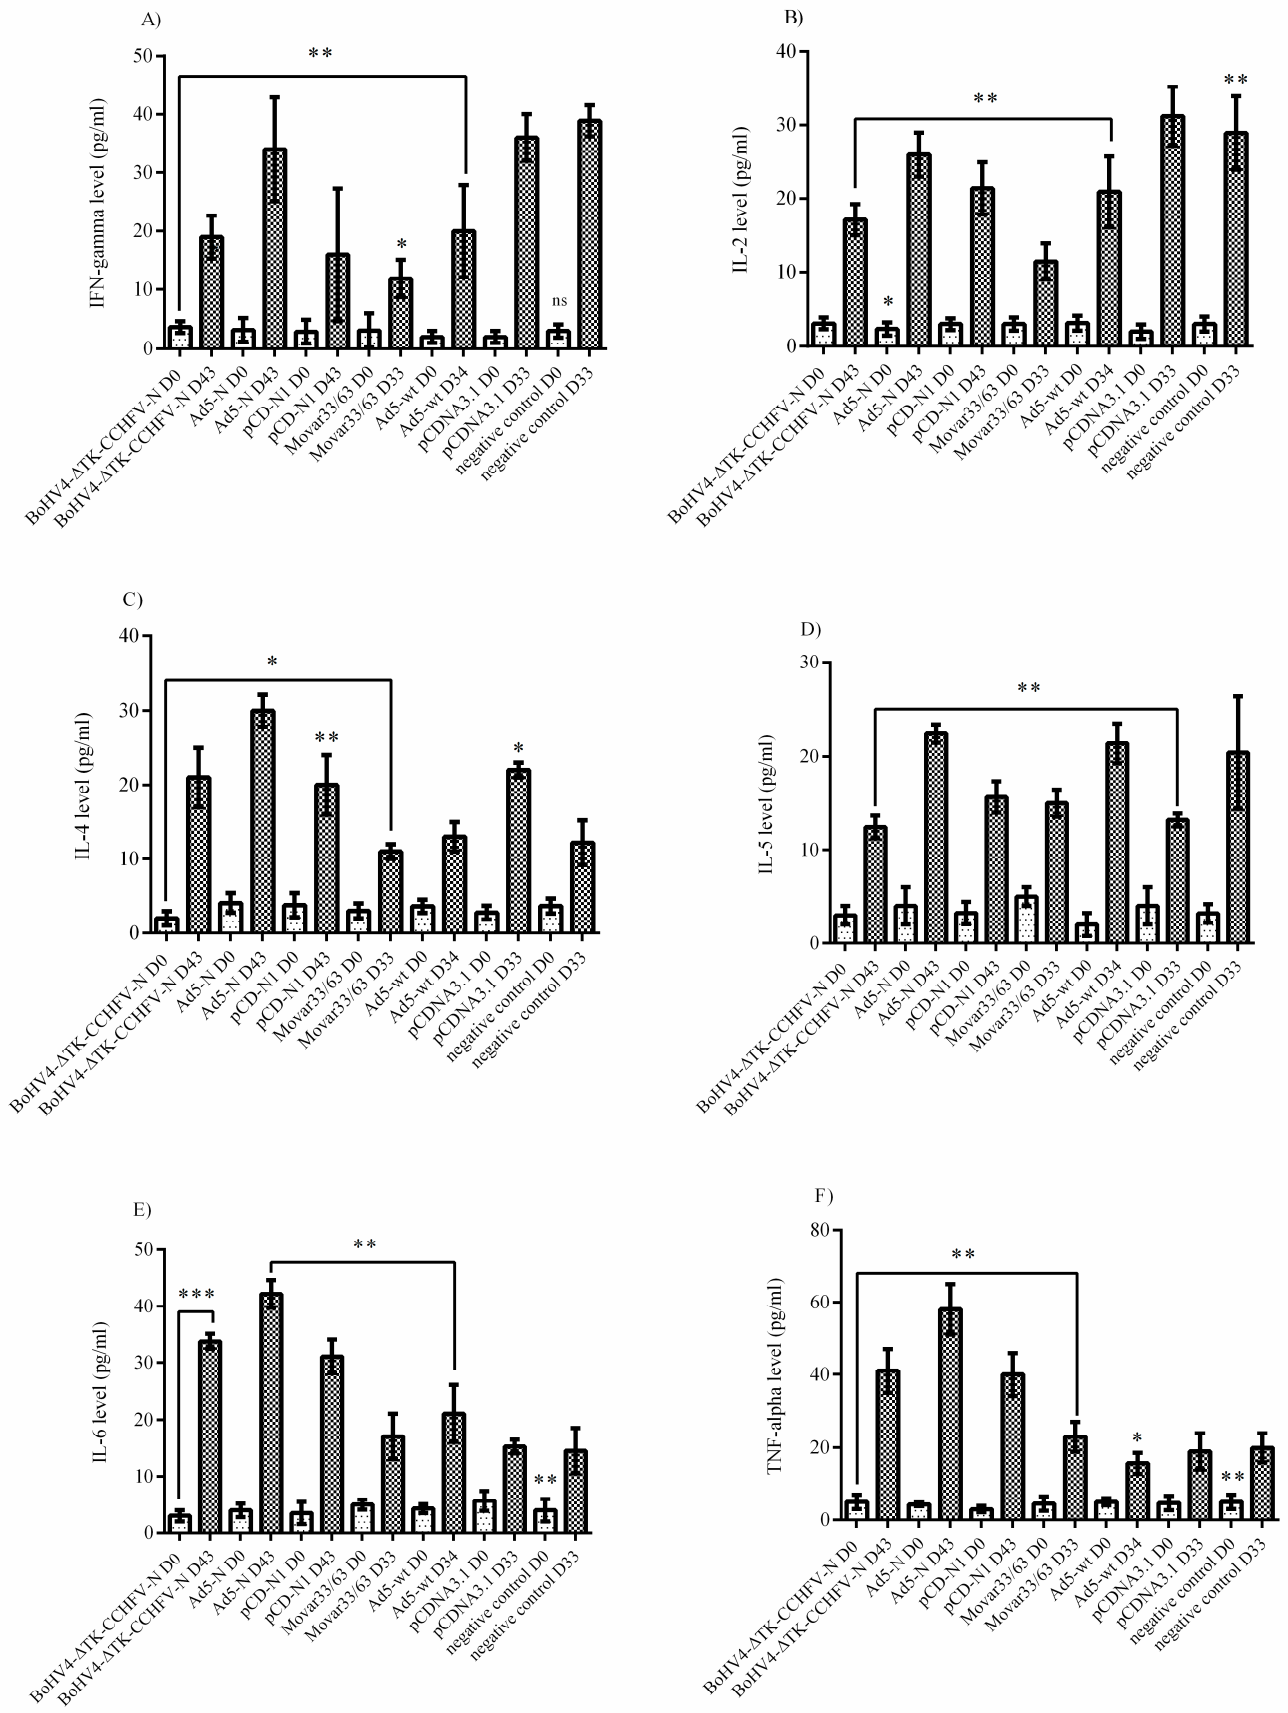 A)
IFN-gamma level (pg/ml)
50
40
30
20
10
0
**
*
ns
BoHV4-ΔTK-CCHFV-N D0
BoHV4-ΔTK-CCHFV-N D43
Ad5-N D0
Ad5-N D43
pCD-N1 D0
pCD-N1 D43
Movar33/63 D0
Movar33/63 D33
Ad5-wt D0
Ad5-wt D34
pCDNA3.1 D0
pCDNA3.1 D33
negative control D0
negative control D33
B)
IL-2 level (pg/ml)
40
30
20
10
0
**
**
*
BoHV4-ΔTK-CCHFV-N D0
BoHV4-ΔTK-CCHFV-N D43
Ad5-N D0
Ad5-N D43
pCD-N1 D0
pCD-N1 D43
Movar33/63 D0
Movar33/63 D33
Ad5-wt D0
Ad5-wt D34
pCDNA3.1 D0
pCDNA3.1 D33
negative control D0
negative control D33
C)
IL-4 level (pg/ml)
40
30
20
10
0
*
**
*
BoHV4-ΔTK-CCHFV-N D0
BoHV4-ΔTK-CCHFV-N D43
Ad5-N D0
Ad5-N D43
pCD-N1 D0
pCD-N1 D43
Movar33/63 D0
Movar33/63 D33
Ad5-wt D0
Ad5-wt D34
pCDNA3.1 D0
pCDNA3.1 D33
negative control D0
negative control D33
D)
IL-5 level (pg/ml)
30
20
10
0
**
BoHV4-ΔTK-CCHFV-N D0
BoHV4-ΔTK-CCHFV-N D43
Ad5-N D0
Ad5-N D43
pCD-N1 D0
pCD-N1 D43
Movar33/63 D0
Movar33/63 D33
Ad5-wt D0
Ad5-wt D34
pCDNA3.1 D0
pCDNA3.1 D33
negative control D0
negative control D33
E)
IL-6 level (pg/ml)
50
40
30
20
10
0
**
***
**
BoHV4-ΔTK-CCHFV-N D0
BoHV4-ΔTK-CCHFV-N D43
Ad5-N D0
Ad5-N D43
pCD-N1 D0
pCD-N1 D43
Movar33/63 D0
Movar33/63 D33
Ad5-wt D0
Ad5-wt D34
pCDNA3.1 D0
pCDNA3.1 D33
negative control D0
negative control D33
F)
TNF-alpha level (pg/ml)
80
60
40
20
0
**
*
**
BoHV4-ΔTK-CCHFV-N D0
BoHV4-ΔTK-CCHFV-N D43
Ad5-N D0
Ad5-N D43
pCD-N1 D0
pCD-N1 D43
Movar33/63 D0
Movar33/63 D33
Ad5-wt D0
Ad5-wt D34
pCDNA3.1 D0
pCDNA3.1 D33
negative control D0
negative control D33